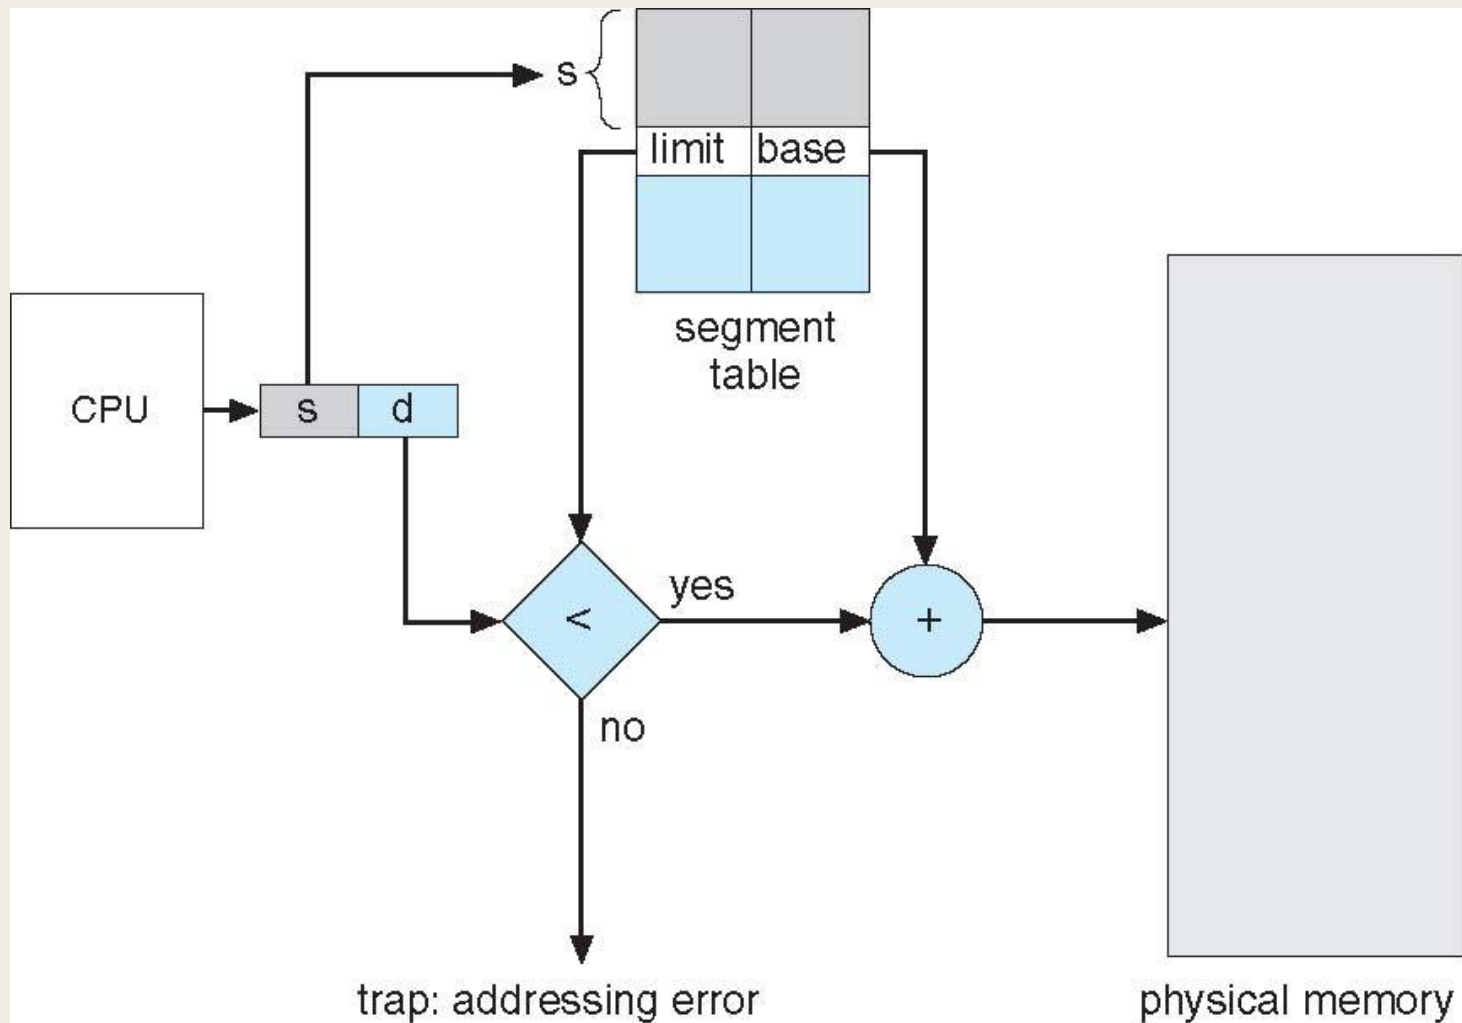 s
limit base
segment
table
CPU
s d
<
yes
+
no
trap: addressing error
physical memory